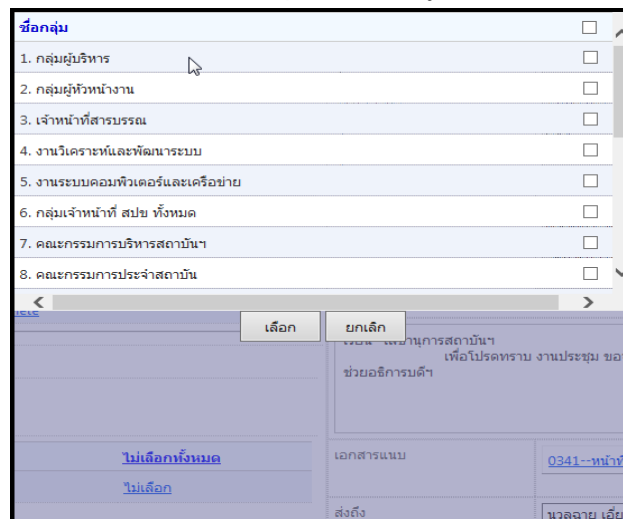 ชื่อกลุ่ม
1. กลุ่มผู้บริหาร
2. กลุ่มผู้หัวหน้างาน
3. เจ้าหน้าที่สารบรรณ
4. งานวิเคราะห์และพัฒนาระบบ
5. งานระบบคอมพิวเตอร์และเครือข่าย
6. กลุ่มเจ้าหน้าที่ สปข ทั้งหมด
7. คณะกรรมการบริหารสถาบันฯ
8. คณะกรรมการประจำสถาบัน
เลือก ยกเลิก
เพื่อโปรดทราบ งานประชุม ขอ
ช่วยอธิการบดีฯ
ไม่เลือกทั้งหมด
เอกสารแนบ
0341--หน้าที่
ไม่เลือก
ส่งถึง
นวลฉาย เอี่ย